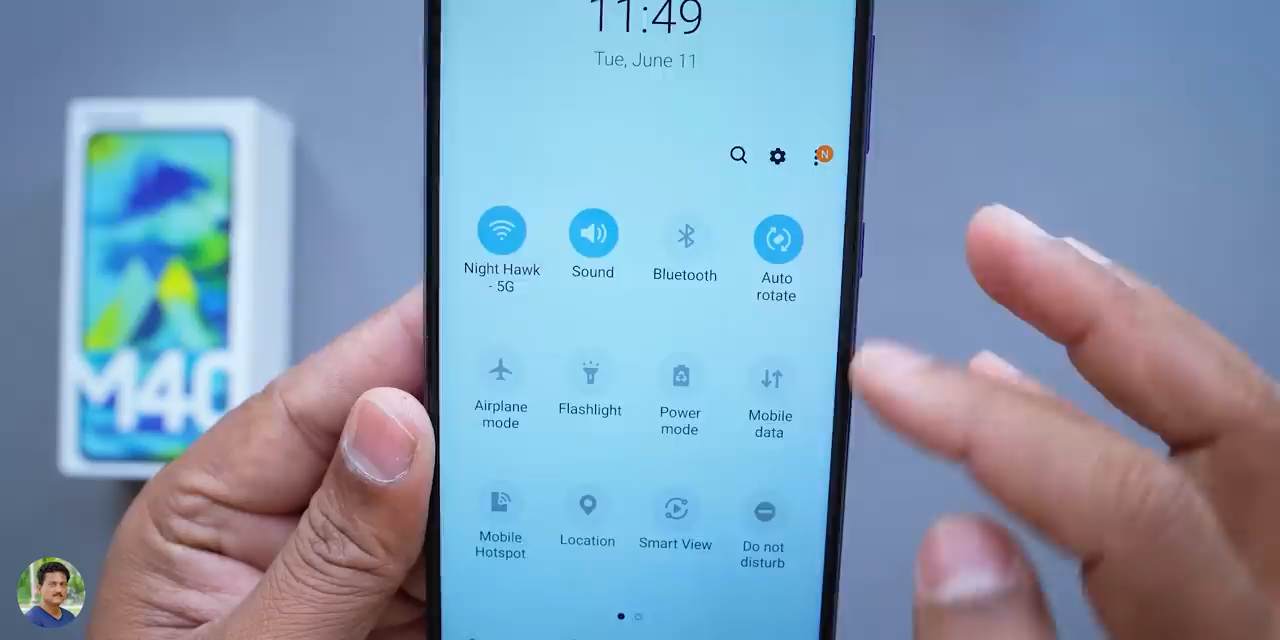 11:49
Tue, June 11
N
Night Hawk
- 5G
Sound
Bluetooth
Auto
rotate
Airplane
mode
Flashlight
Power
mode
Mobile
data
Mobile
Hotspot
Location
Smart View
Do not
disturb
M40